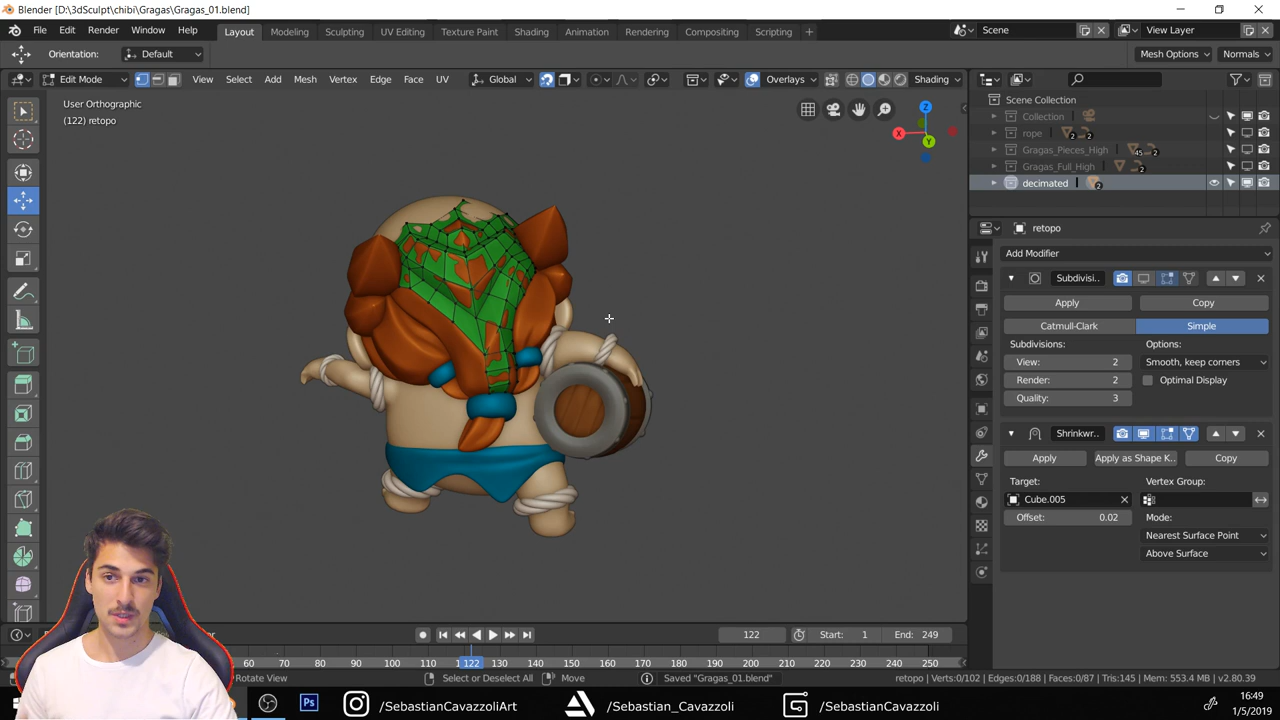 Blender [D:\3dSculpt\chibi\Gragas\Gragas_01.blend]
File Edit Render Window Help Layout Modeling Sculpting UV Editing Texture Paint Shading Animation Rendering Compositing Scripting + Scene View Layer
Orientation: Default Mesh Options Normals
Edit Mode View Select Add Mesh Vertex Edge Face UV Global Overlays Shading
User Orthographic
(122) retopo
Z
X
Y
Scene Collection
Collection
rope 2 2
Gragas_Pieces_High 45 2
Gragas_Full_High 2
decimated 2
retopo
Add Modifier
Subdivisi..
Apply Copy
Catmull-Clark Simple
Subdivisions: Options:
View: 2 Smooth, keep corners
Render: 2 Optimal Display
Quality: 3
Shrinkwr..
Apply Apply as Shape K.. Copy
Target: Vertex Group:
Cube.005
Offset: 0.02 Mode:
Nearest Surface Point
Above Surface
122 Start: 1 End: 249
60 70 80 90 100 110 122 130 140 150 160 170 180 190 200 210 220 230 240 250
Rotate View Select or Deselect All Move Saved "Gragas_01.blend" retopo | Verts:0/102 | Edges:0/188 | Faces:0/87 | Tris:145 | Mem: 553.4 MB | v2.80.39
Ps /SebastianCavazzoliArt /Sebastian_Cavazzoli /SebastianCavazzoli
16:49
1/5/2019